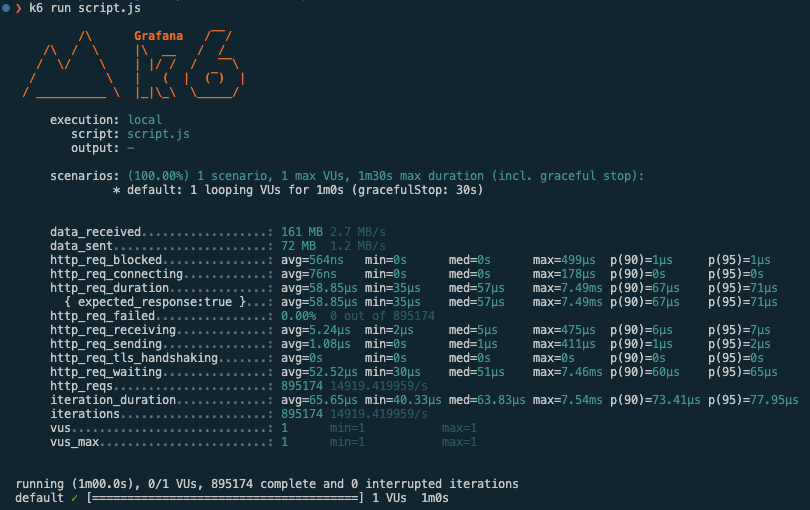 ❯ k6 run script.js
Grafana
k6
execution: local
script: script.js
output: -
scenarios: (100.00%) 1 scenario, 1 max VUs, 1m30s max duration (incl. graceful stop):
* default: 1 looping VUs for 1m0s (gracefulStop: 30s)
data_received..................: 161 MB 2.7 MB/s
data_sent......................: 72 MB 1.2 MB/s
http_req_blocked...............: avg=564ns min=0s med=0s max=499µs p(90)=1µs p(95)=1µs
http_req_connecting............: avg=76ns min=0s med=0s max=178µs p(90)=0s p(95)=0s
http_req_duration..............: avg=58.85µs min=35µs med=57µs max=7.49ms p(90)=67µs p(95)=71µs
{ expected_response:true }...: avg=58.85µs min=35µs med=57µs max=7.49ms p(90)=67µs p(95)=71µs
http_req_failed................: 0.00% 0 out of 895174
http_req_receiving.............: avg=5.24µs min=2µs med=5µs max=475µs p(90)=6µs p(95)=7µs
http_req_sending...............: avg=1.08µs min=0s med=1µs max=411µs p(90)=1µs p(95)=2µs
http_req_tls_handshaking.......: avg=0s min=0s med=0s max=0s p(90)=0s p(95)=0s
http_req_waiting...............: avg=52.52µs min=30µs med=51µs max=7.46ms p(90)=60µs p(95)=65µs
http_reqs......................: 895174 14919.419959/s
iteration_duration.............: avg=65.65µs min=40.33µs med=63.83µs max=7.54ms p(90)=73.41µs p(95)=77.95µs
iterations.....................: 895174 14919.419959/s
vus............................: 1 min=1 max=1
vus_max........................: 1 min=1 max=1
running (1m00.0s), 0/1 VUs, 895174 complete and 0 interrupted iterations
default ✓ [======================================] 1 VUs 1m0s